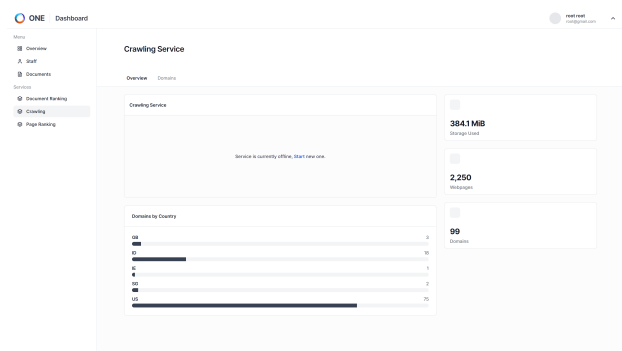 ONE Dashboard
root root
root@gmail.com
Menu
Overview
Staff
Documents
Services
Document Ranking
Crawling
Page Ranking
Crawling Service
Overview Domains
Crawling Service
Service is currently offline, Start new one.
384.1 MiB
Storage Used
2,250
Webpages
99
Domains
Domains by Country
GB 3
IO 18
IE 1
SG 2
US 75